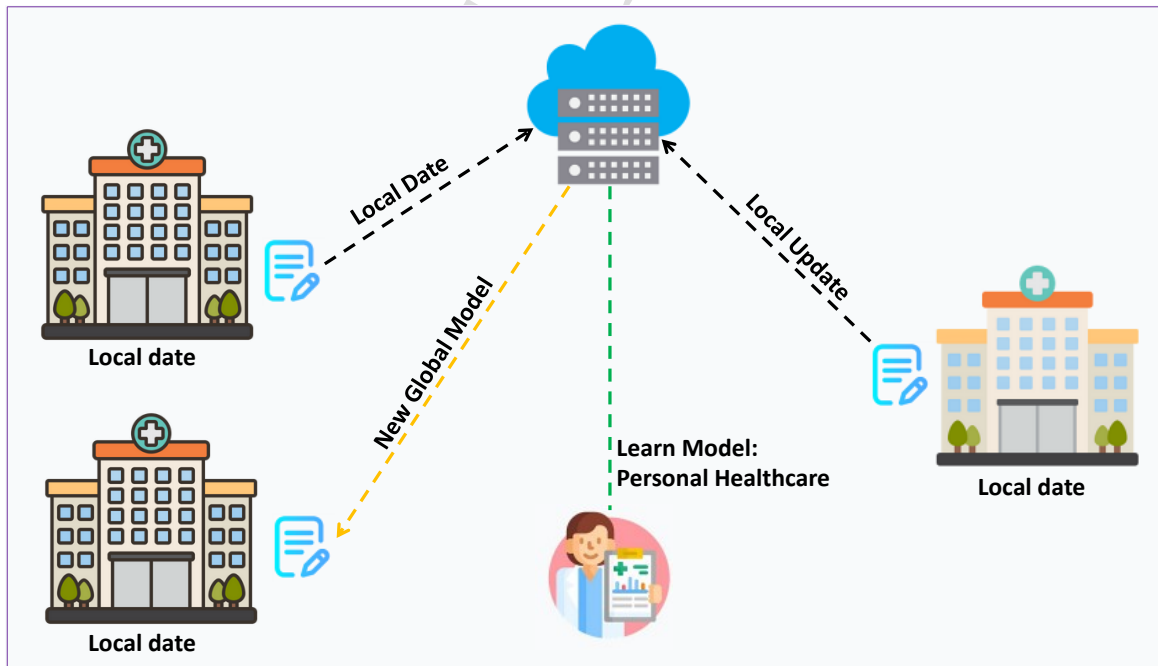 Local Date
Local Update
Local date
New Global Model
Learn Model:
Personal Healthcare
Local date
Local date